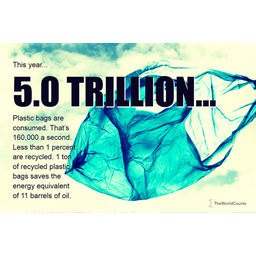 This year...
5.0 TRILLION...
Plastic bags are
consumed. That's
160,000 a second.
Less than 1 percent
are recycled. 1 ton
of recycled plastic
bags saves the
energy equivalent
of 11 barrels of oil.
TheWorldCounts